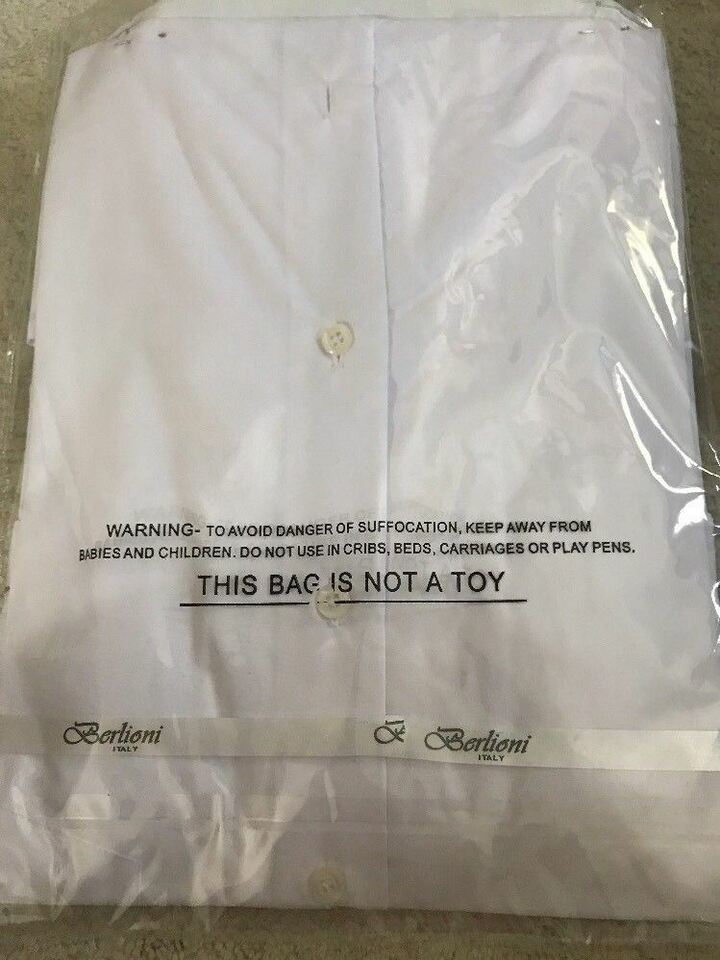 WARNING- TO AVOID DANGER OF SUFFOCATION, KEEP AWAY FROM
BABIES AND CHILDREN. DO NOT USE IN CRIBS, BEDS, CARRIAGES OR PLAY PENS.
THIS BAG IS NOT A TOY
Berlioni
ITALY
Berlioni
ITALY